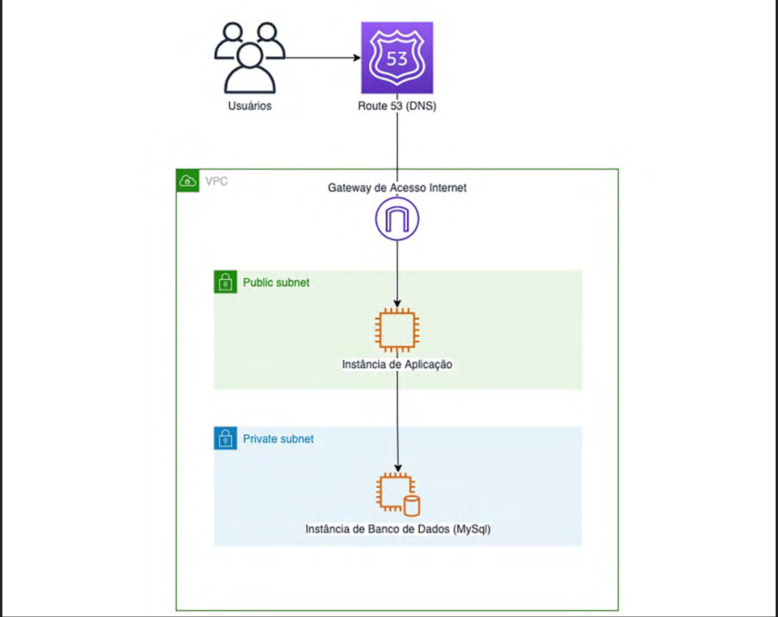 Usuários
53
Route 53 (DNS)
VPC
Gateway de Acesso Internet
Public subnet
Instância de Aplicação
Private subnet
Instância de Banco de Dados (MySql)